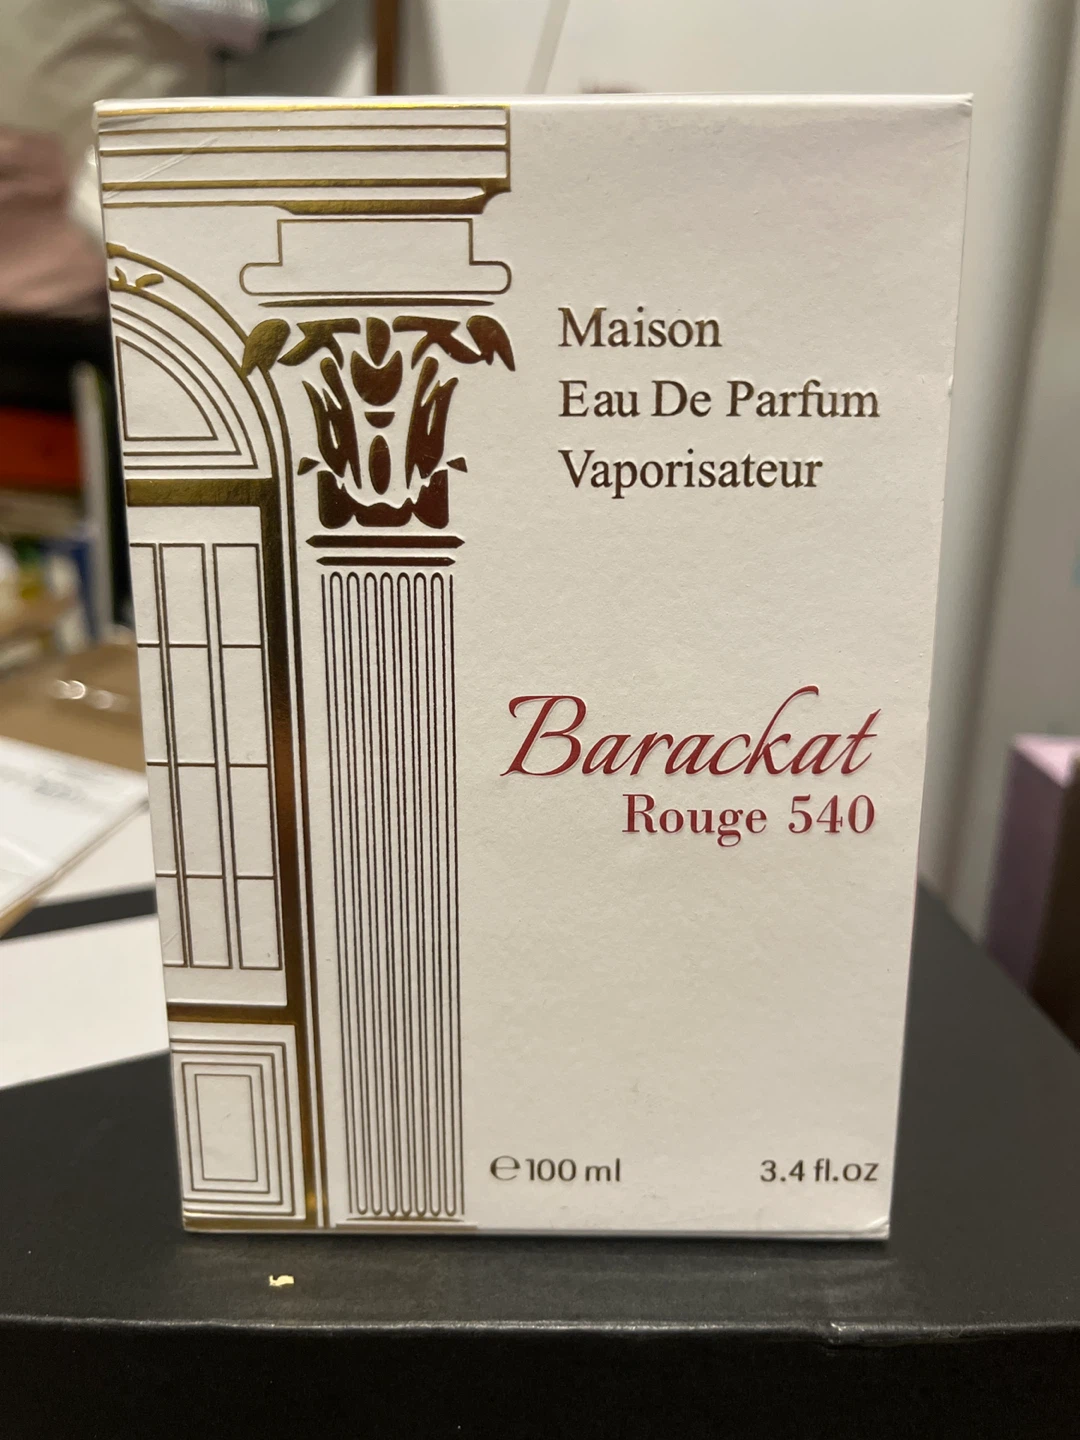 Maison
Eau De Parfum
Vaporisateur
Barackat
Rouge 540
℮100 ml 3.4 fl.oz